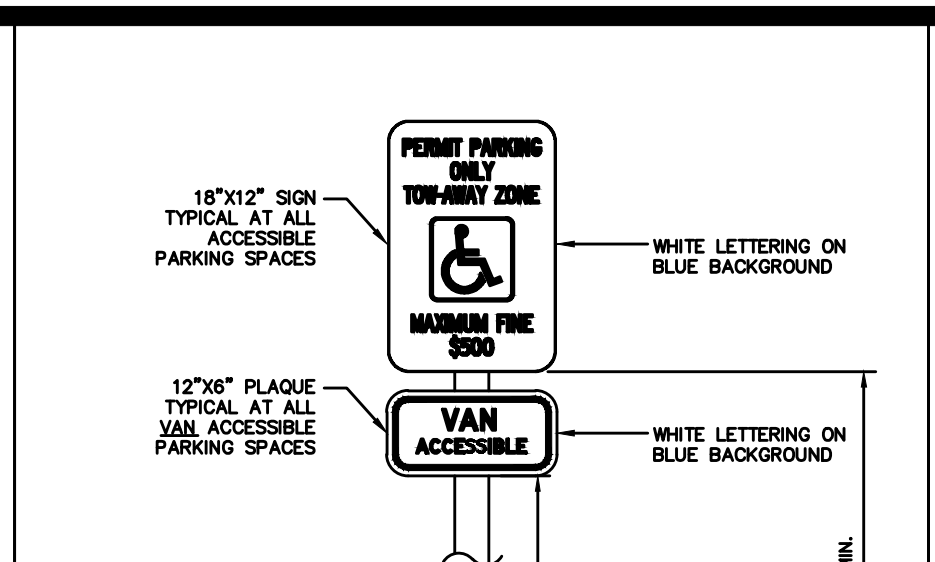 PERMIT PARKING
ONLY
TOW-AWAY ZONE
MAXIMUM FINE
$500
18"X12" SIGN
TYPICAL AT ALL
ACCESSIBLE
PARKING SPACES
WHITE LETTERING ON
BLUE BACKGROUND
12"X6" PLAQUE
TYPICAL AT ALL
VAN ACCESSIBLE
PARKING SPACES
VAN
ACCESSIBLE
WHITE LETTERING ON
BLUE BACKGROUND
MIN.